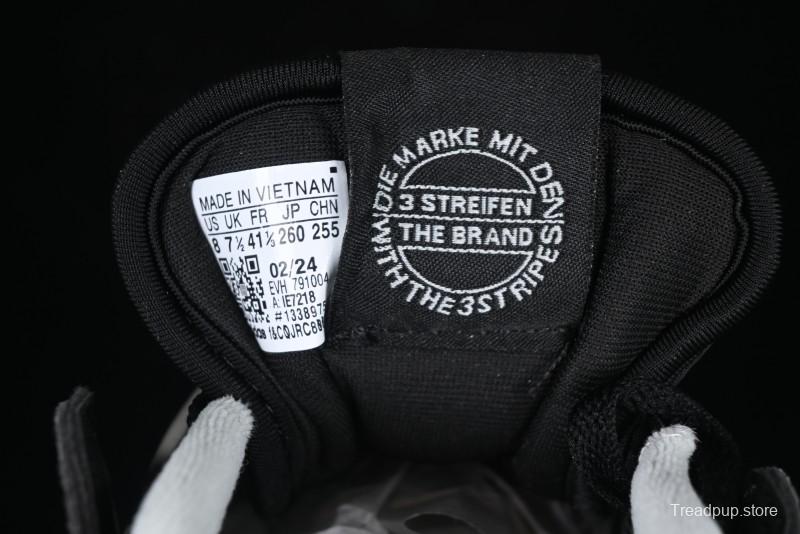 MADE IN VIETNAM
US UK FR JP CHN
8 7½ 41⅓ 260 255
02/24
EVH 791004
A: IE7218
#133897
DIE MARKE MIT DEN
3 STREIFEN
THE BRAND
WITH THE 3 STRIPES
Treadpup.store